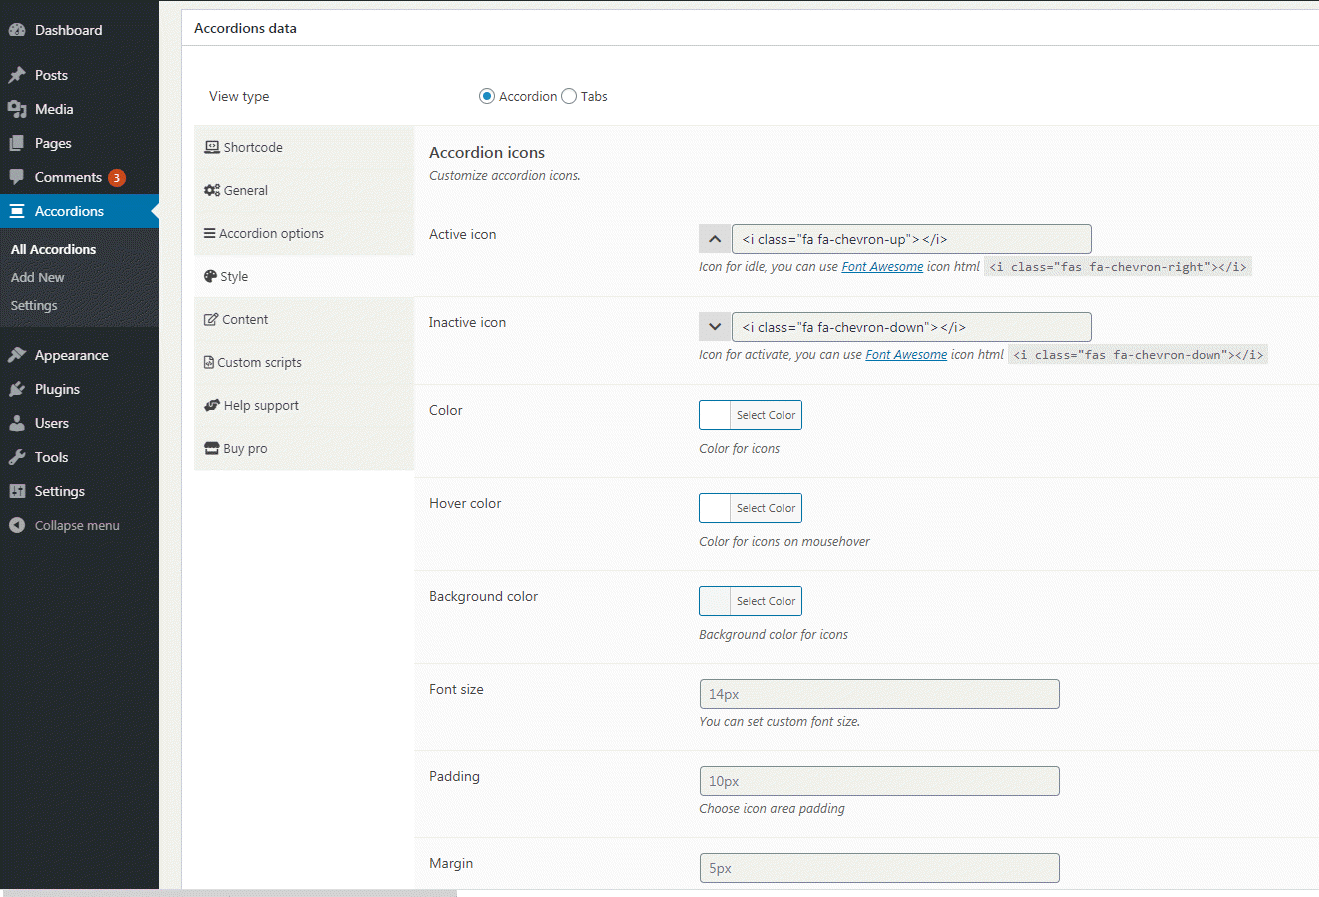 Dashboard
Posts
Media
Pages
Comments 3
Accordions
All Accordions
Add New
Settings
Appearance
Plugins
Users
Tools
Settings
Collapse menu
Accordions data
View type
Accordion Tabs
Shortcode
General
Accordion options
Style
Content
Custom scripts
Help support
Buy pro
Accordion icons
Customize accordion icons.
Active icon
<i class="fa fa-chevron-up"></i>
Icon for idle, you can use Font Awesome icon html <i class="fas fa-chevron-right"></i>
Inactive icon
<i class="fa fa-chevron-down"></i>
Icon for activate, you can use Font Awesome icon html <i class="fas fa-chevron-down"></i>
Color
Select Color
Color for icons
Hover color
Select Color
Color for icons on mousehover
Background color
Select Color
Background color for icons
Font size
14px
You can set custom font size.
Padding
10px
Choose icon area padding
Margin
5px